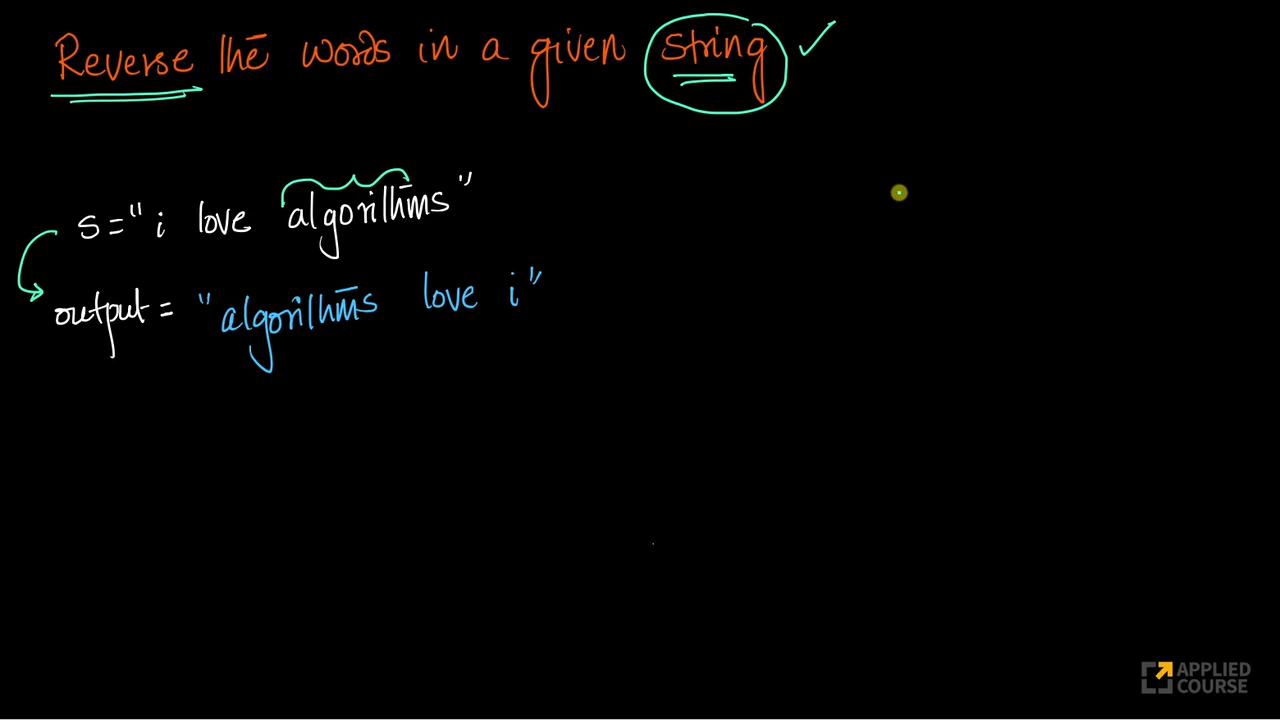 Reverse the words in a given string
s = "i love algorithms"
output = "algorithms love i"
APPLIED
COURSE